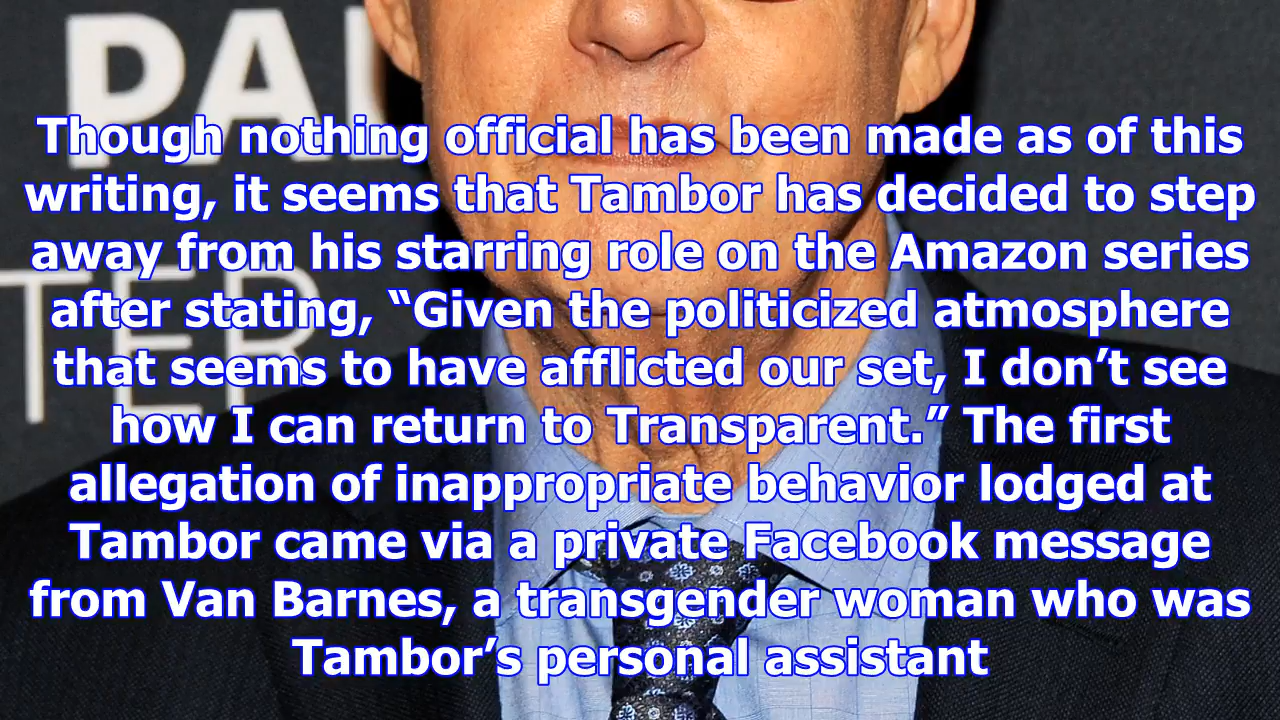 PAL
TER
Though nothing official has been made as of this
writing, it seems that Tambor has decided to step
away from his starring role on the Amazon series
after stating, “Given the politicized atmosphere
that seems to have afflicted our set, I don’t see
how I can return to Transparent.” The first
allegation of inappropriate behavior lodged at
Tambor came via a private Facebook message
from Van Barnes, a transgender woman who was
Tambor’s personal assistant